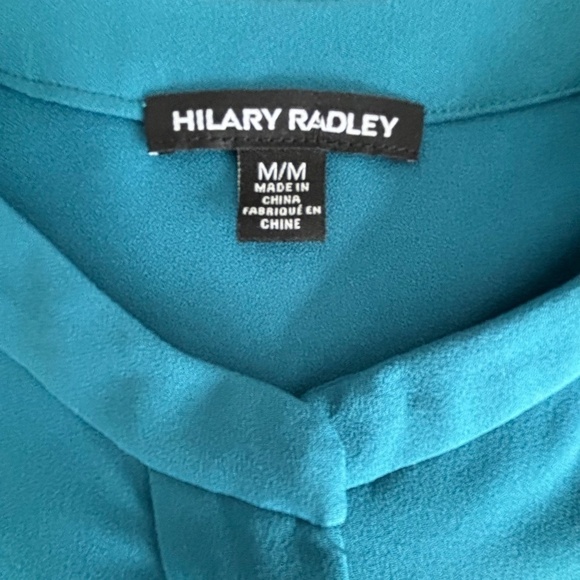 HILARY RADLEY
M/M
MADE IN
CHINA
FABRIQUÉ EN
CHINE